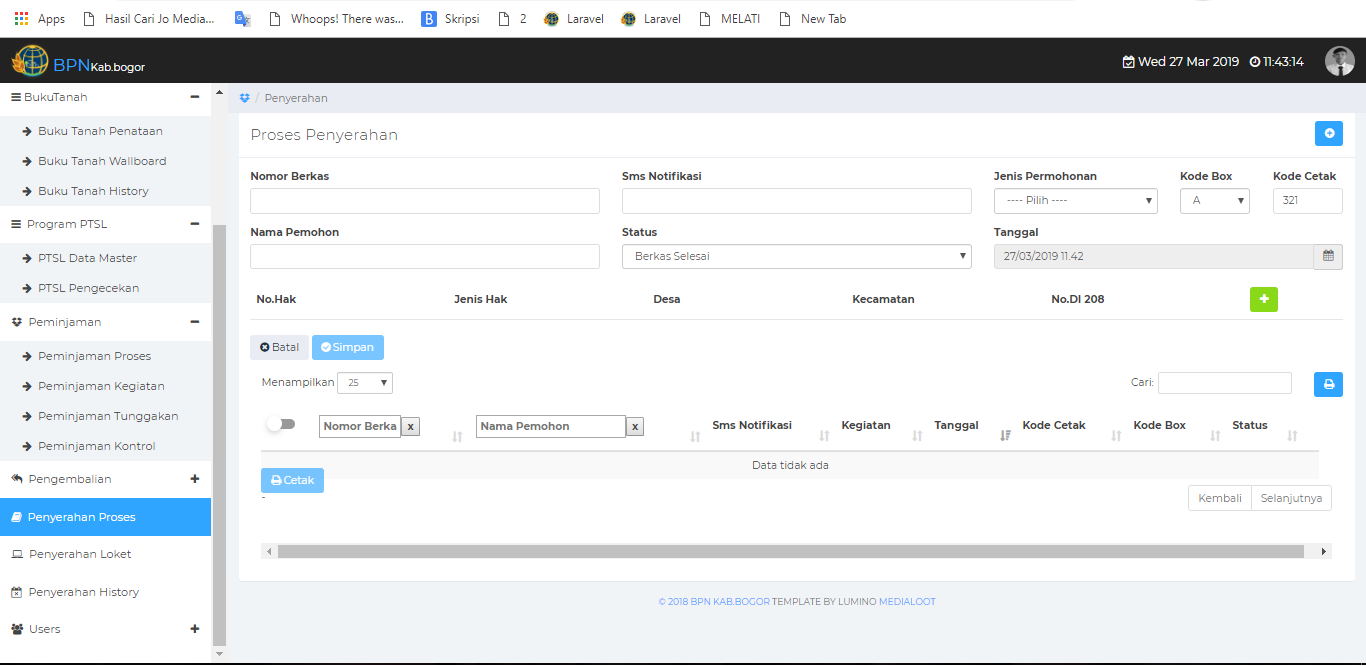 Apps Hasil Cari Jo Media... Whoops! There was... B Skripsi 2 Laravel Laravel MELATI New Tab
BPNKab.bogor Wed 27 Mar 2019 11:43:14
BukuTanah
Buku Tanah Penataan
Buku Tanah Wallboard
Buku Tanah History
Program PTSL
PTSL Data Master
PTSL Pengecekan
Peminjaman
Peminjaman Proses
Peminjaman Kegiatan
Peminjaman Tunggakan
Peminjaman Kontrol
Pengembalian
Penyerahan Proses
Penyerahan Loket
Penyerahan History
Users
/ Penyerahan
Proses Penyerahan
Nomor Berkas Sms Notifikasi Jenis Permohonan Kode Box Kode Cetak
---- Pilih ---- A 321
Nama Pemohon Status Tanggal
Berkas Selesai 27/03/2019 11.42
No.Hak Jenis Hak Desa Kecamatan No.DI 208
Batal Simpan
Menampilkan 25 Cari:
Nomor Berka x Nama Pemohon x Sms Notifikasi Kegiatan Tanggal Kode Cetak Kode Box Status
Data tidak ada
Cetak
-
Kembali Selanjutnya
© 2018 BPN KAB.BOGOR TEMPLATE BY LUMINO MEDIALOOT